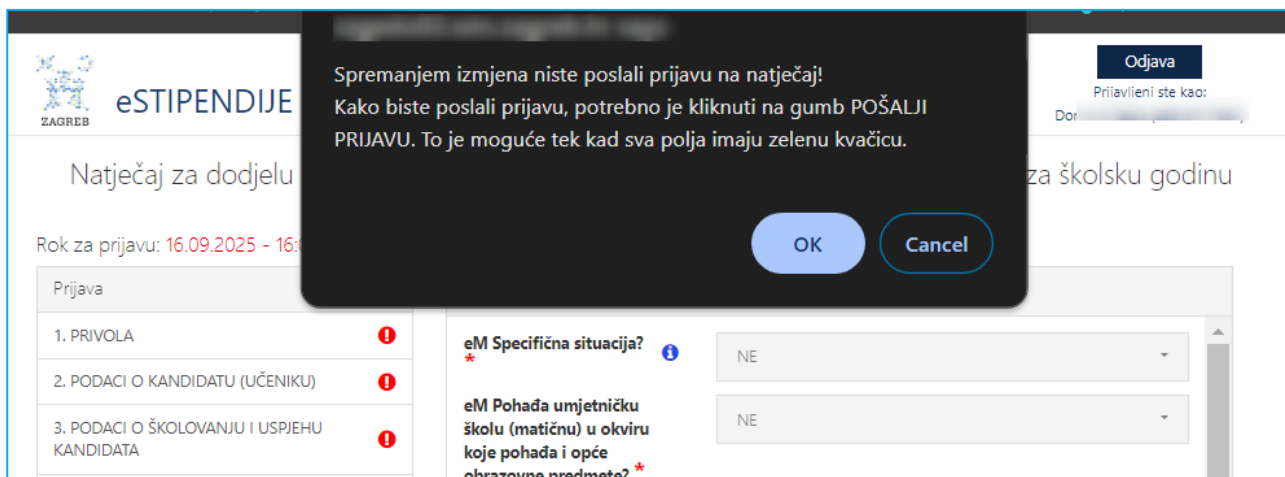 Spremanjem izmjena niste poslali prijavu na natječaj!
Kako biste poslali prijavu, potrebno je kliknuti na gumb POŠALJI
PRIJAVU. To je moguće tek kad sva polja imaju zelenu kvačicu.
OK
Cancel
ZAGREB
eSTIPENDIJE
Odjava
Prijavljeni ste kao:
Natječaj za dodjelu
za školsku godinu
Rok za prijavu: 16.09.2025 - 16:
Prijava
1. PRIVOLA
2. PODACI O KANDIDATU (UČENIKU)
3. PODACI O ŠKOLOVANJU I USPJEHU
KANDIDATA
eM Specifična situacija?
*
NE
eM Pohađa umjetničku
školu (matičnu) u okviru
koje pohađa i opće
obrazovne predmete? *
NE